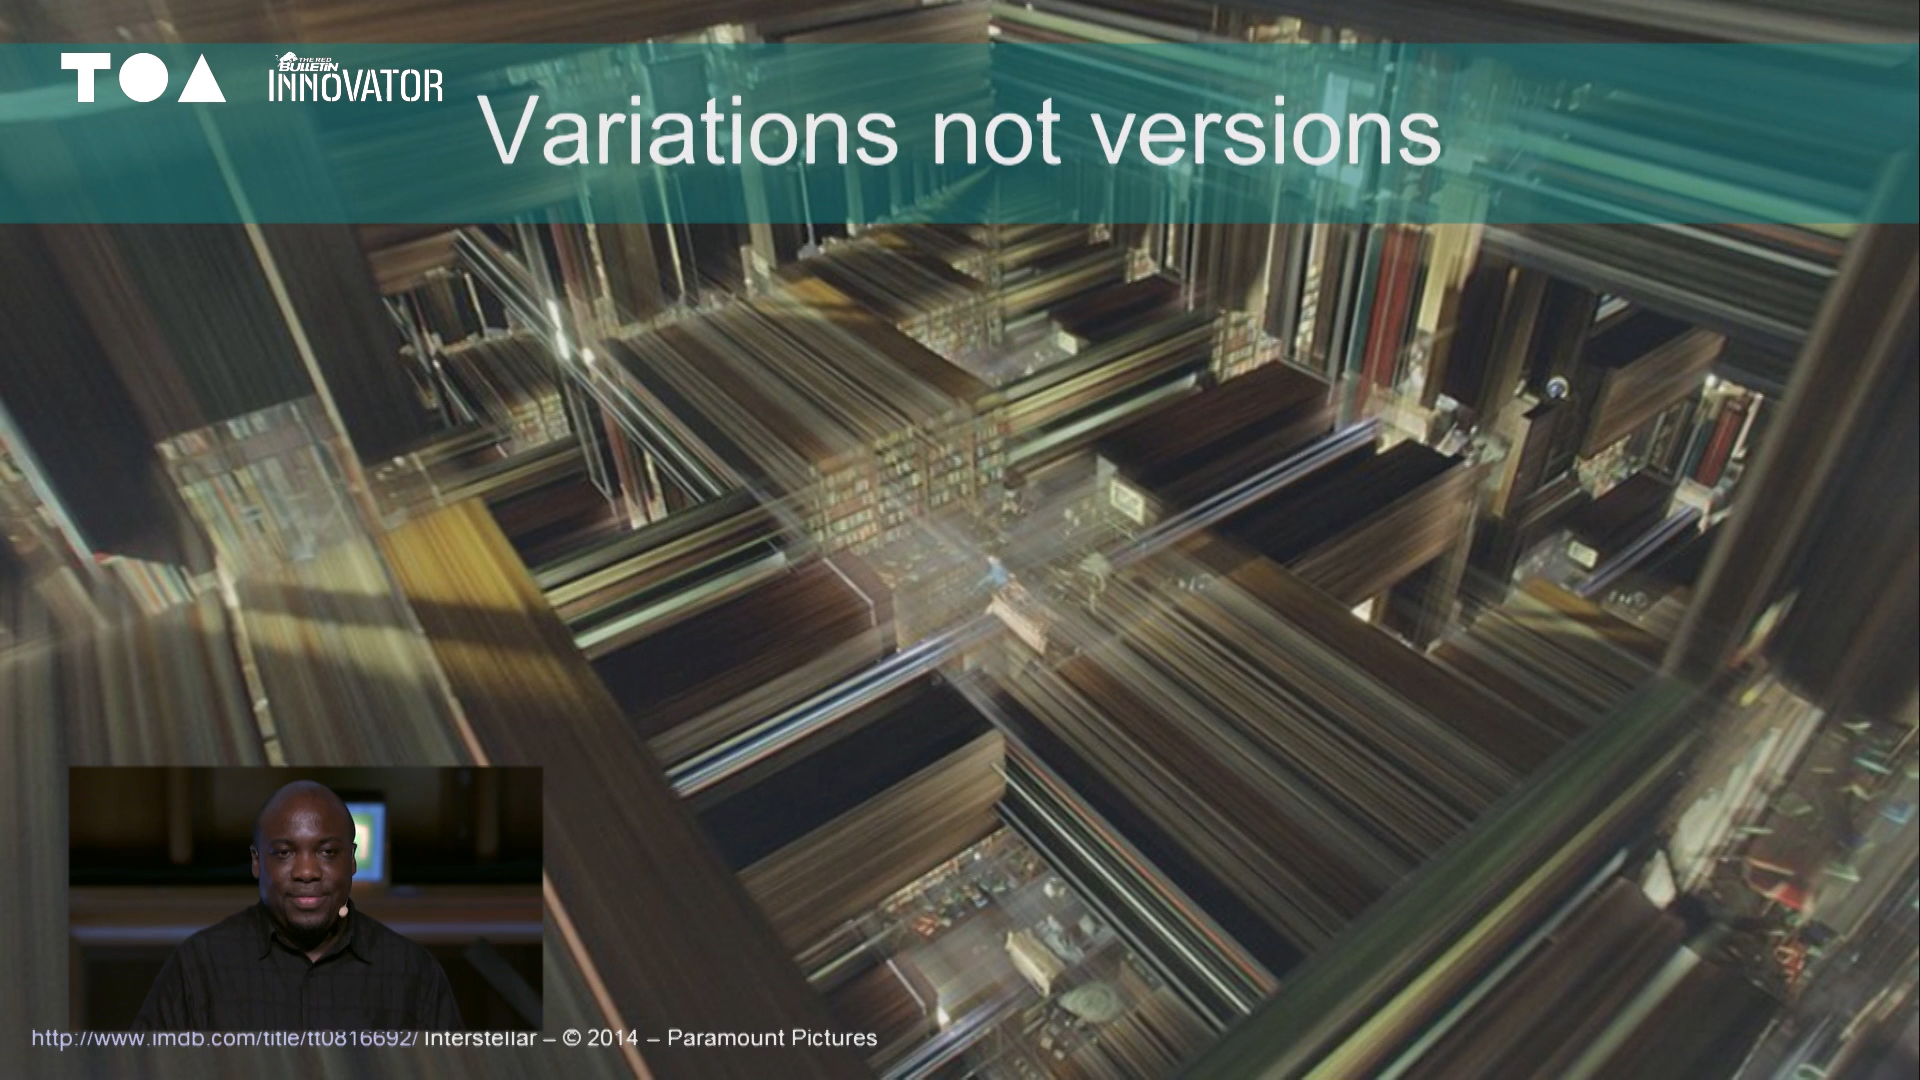 TOA
THE RED
BULLETIN
INNOVATOR
Variations not versions
http://www.imdb.com/title/tt0816692/ Interstellar – © 2014 – Paramount Pictures